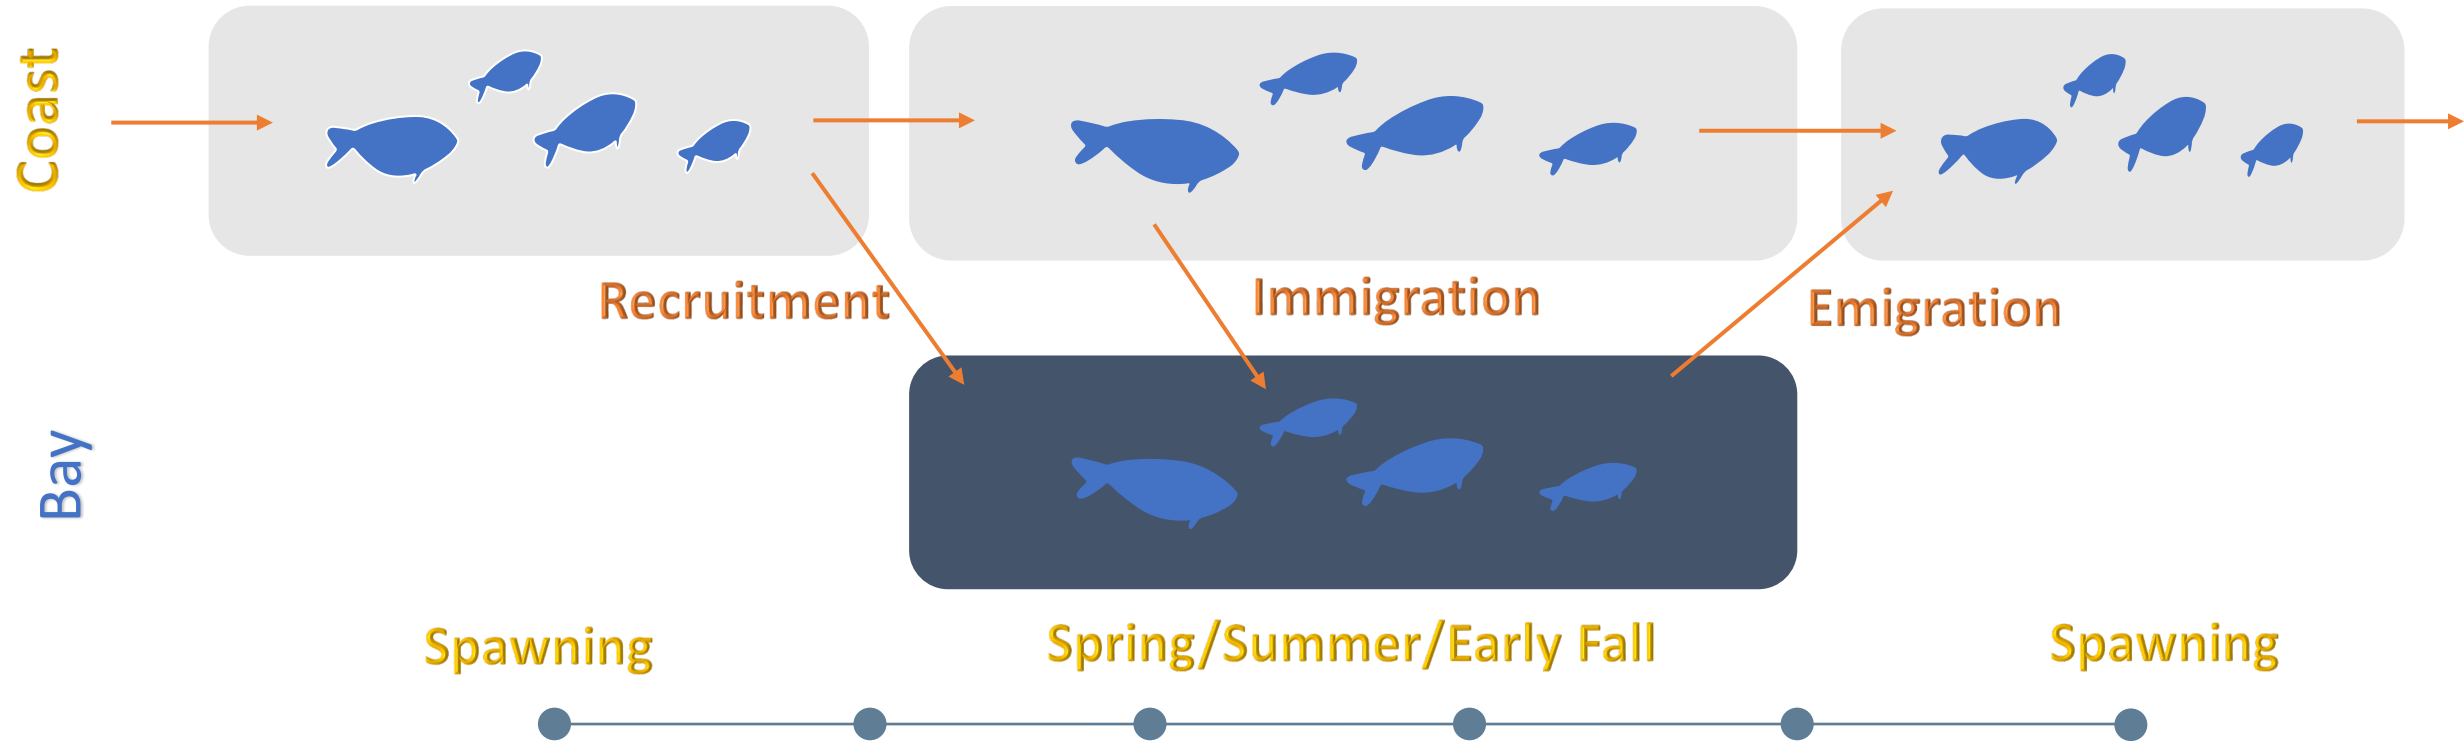 Coast
Recruitment
Immigration
Emigration
Bay
Spawning
Spring/Summer/Early Fall
Spawning